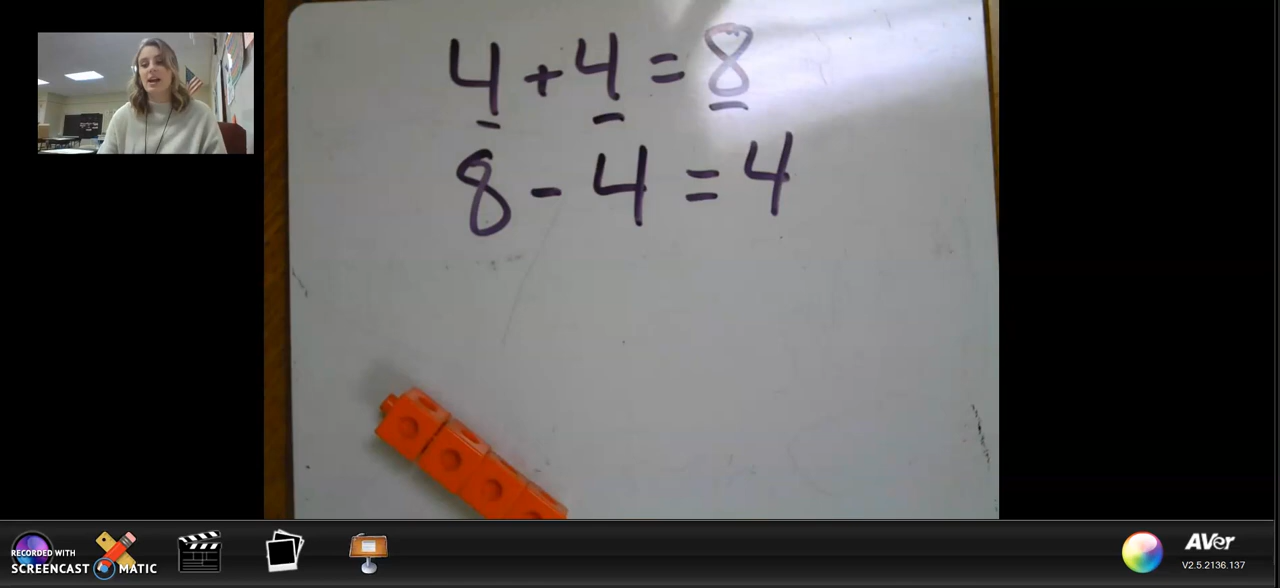 4 + 4 = 8
8 - 4 = 4
RECORDED WITH
SCREENCAST MATIC
AVer
V2.5.2136.137